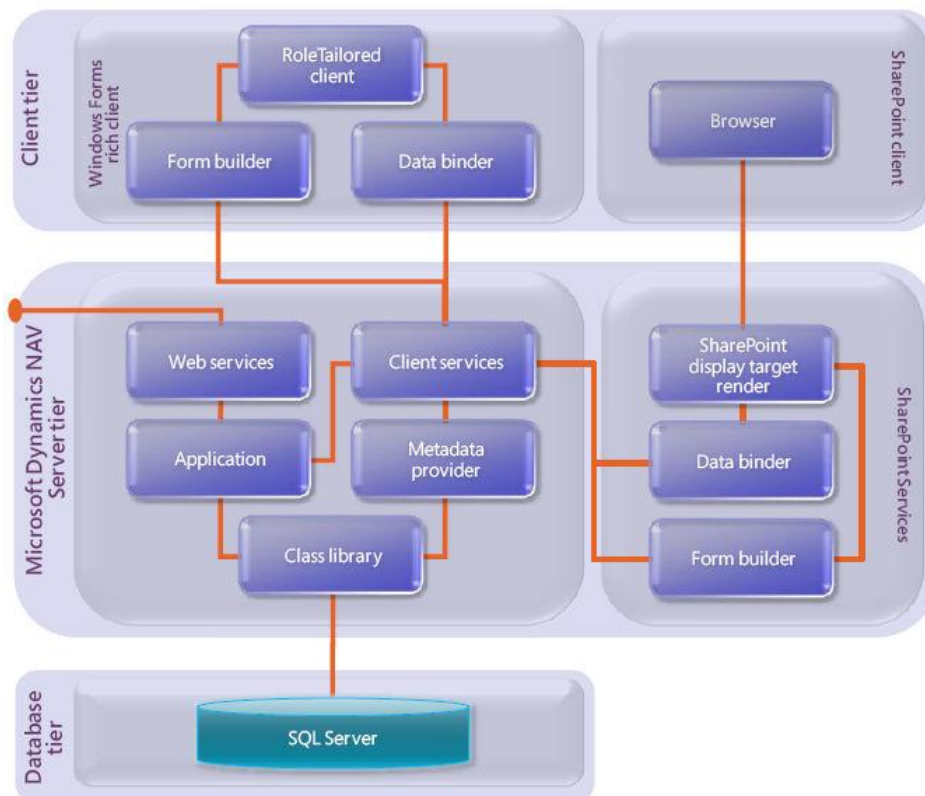 Client tier
Windows Forms
rich client
RoleTailored
client
Form builder
Data binder
Browser
SharePoint client
Microsoft Dynamics NAV
Server tier
Web services
Client services
Application
Metadata
provider
Class library
SharePoint
display target
render
Data binder
Form builder
SharePoint Services
Database
tier
SQL Server